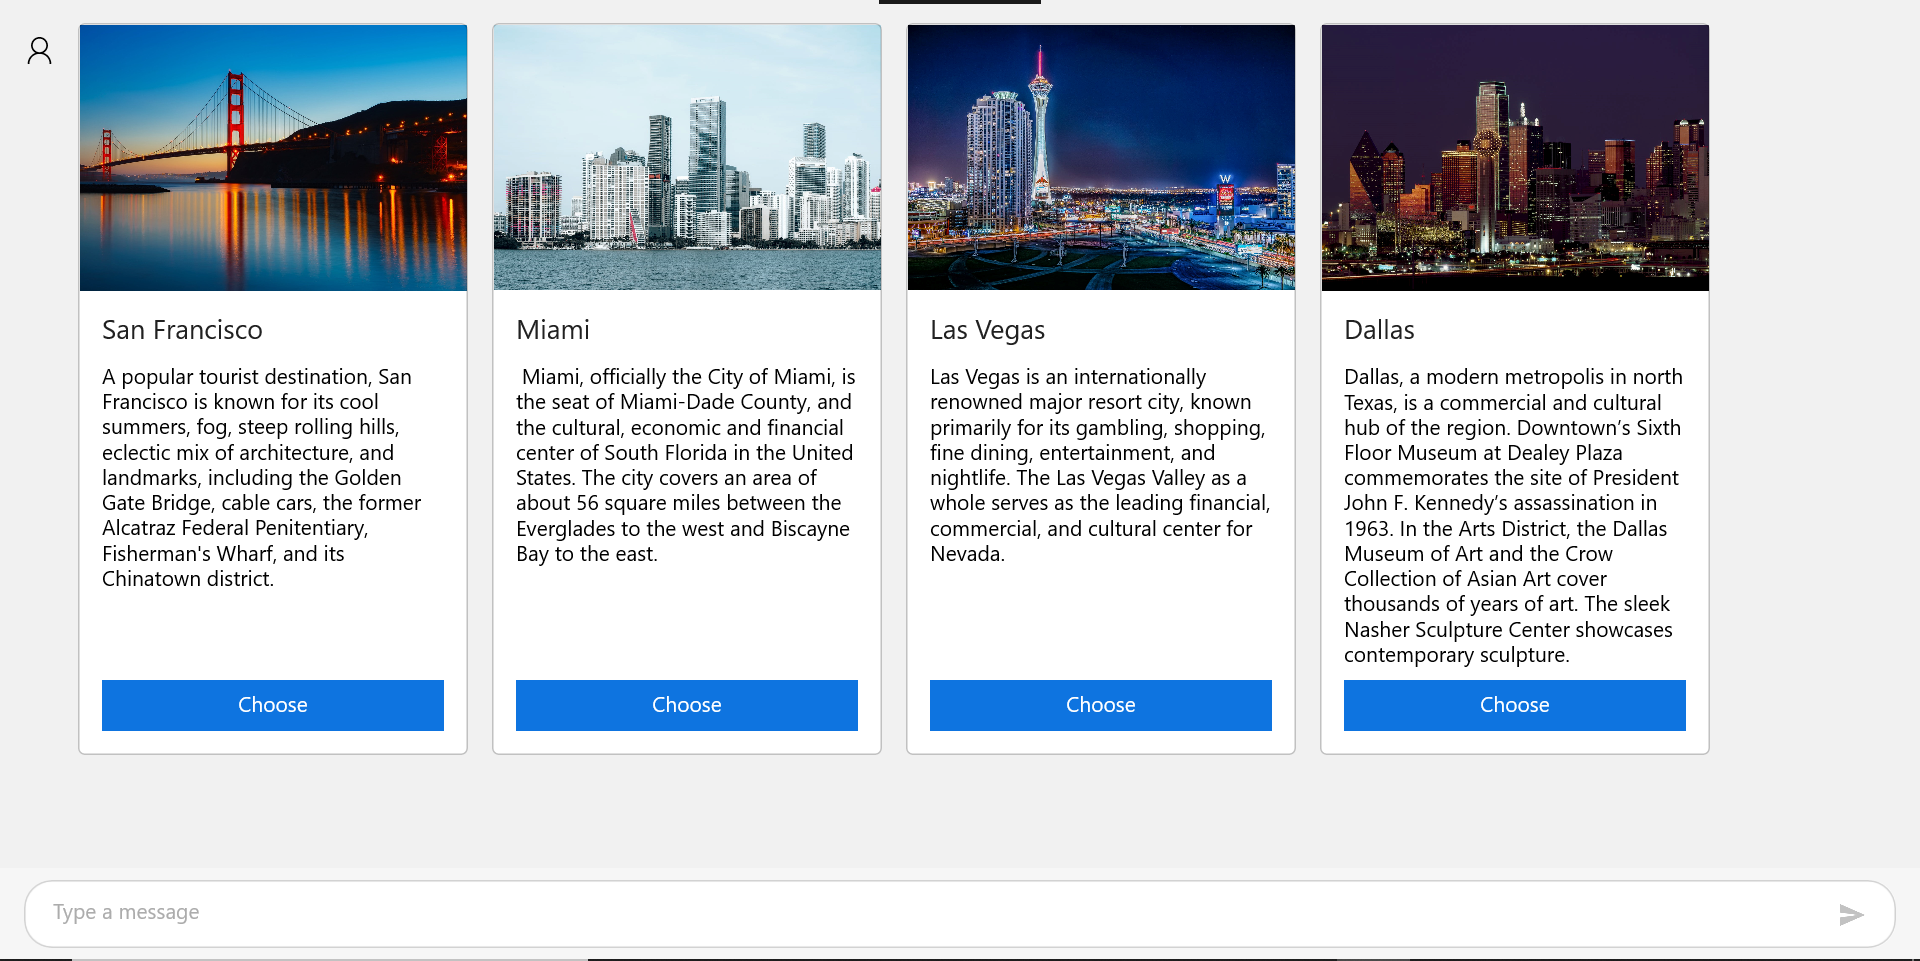 San Francisco
A popular tourist destination, San
Francisco is known for its cool
summers, fog, steep rolling hills,
eclectic mix of architecture, and
landmarks, including the Golden
Gate Bridge, cable cars, the former
Alcatraz Federal Penitentiary,
Fisherman's Wharf, and its
Chinatown district.
Choose
Miami
Miami, officially the City of Miami, is
the seat of Miami-Dade County, and
the cultural, economic and financial
center of South Florida in the United
States. The city covers an area of
about 56 square miles between the
Everglades to the west and Biscayne
Bay to the east.
Choose
W
Las Vegas
Las Vegas is an internationally
renowned major resort city, known
primarily for its gambling, shopping,
fine dining, entertainment, and
nightlife. The Las Vegas Valley as a
whole serves as the leading financial,
commercial, and cultural center for
Nevada.
Choose
Dallas
Dallas, a modern metropolis in north
Texas, is a commercial and cultural
hub of the region. Downtown’s Sixth
Floor Museum at Dealey Plaza
commemorates the site of President
John F. Kennedy’s assassination in
1963. In the Arts District, the Dallas
Museum of Art and the Crow
Collection of Asian Art cover
thousands of years of art. The sleek
Nasher Sculpture Center showcases
contemporary sculpture.
Choose
Type a message